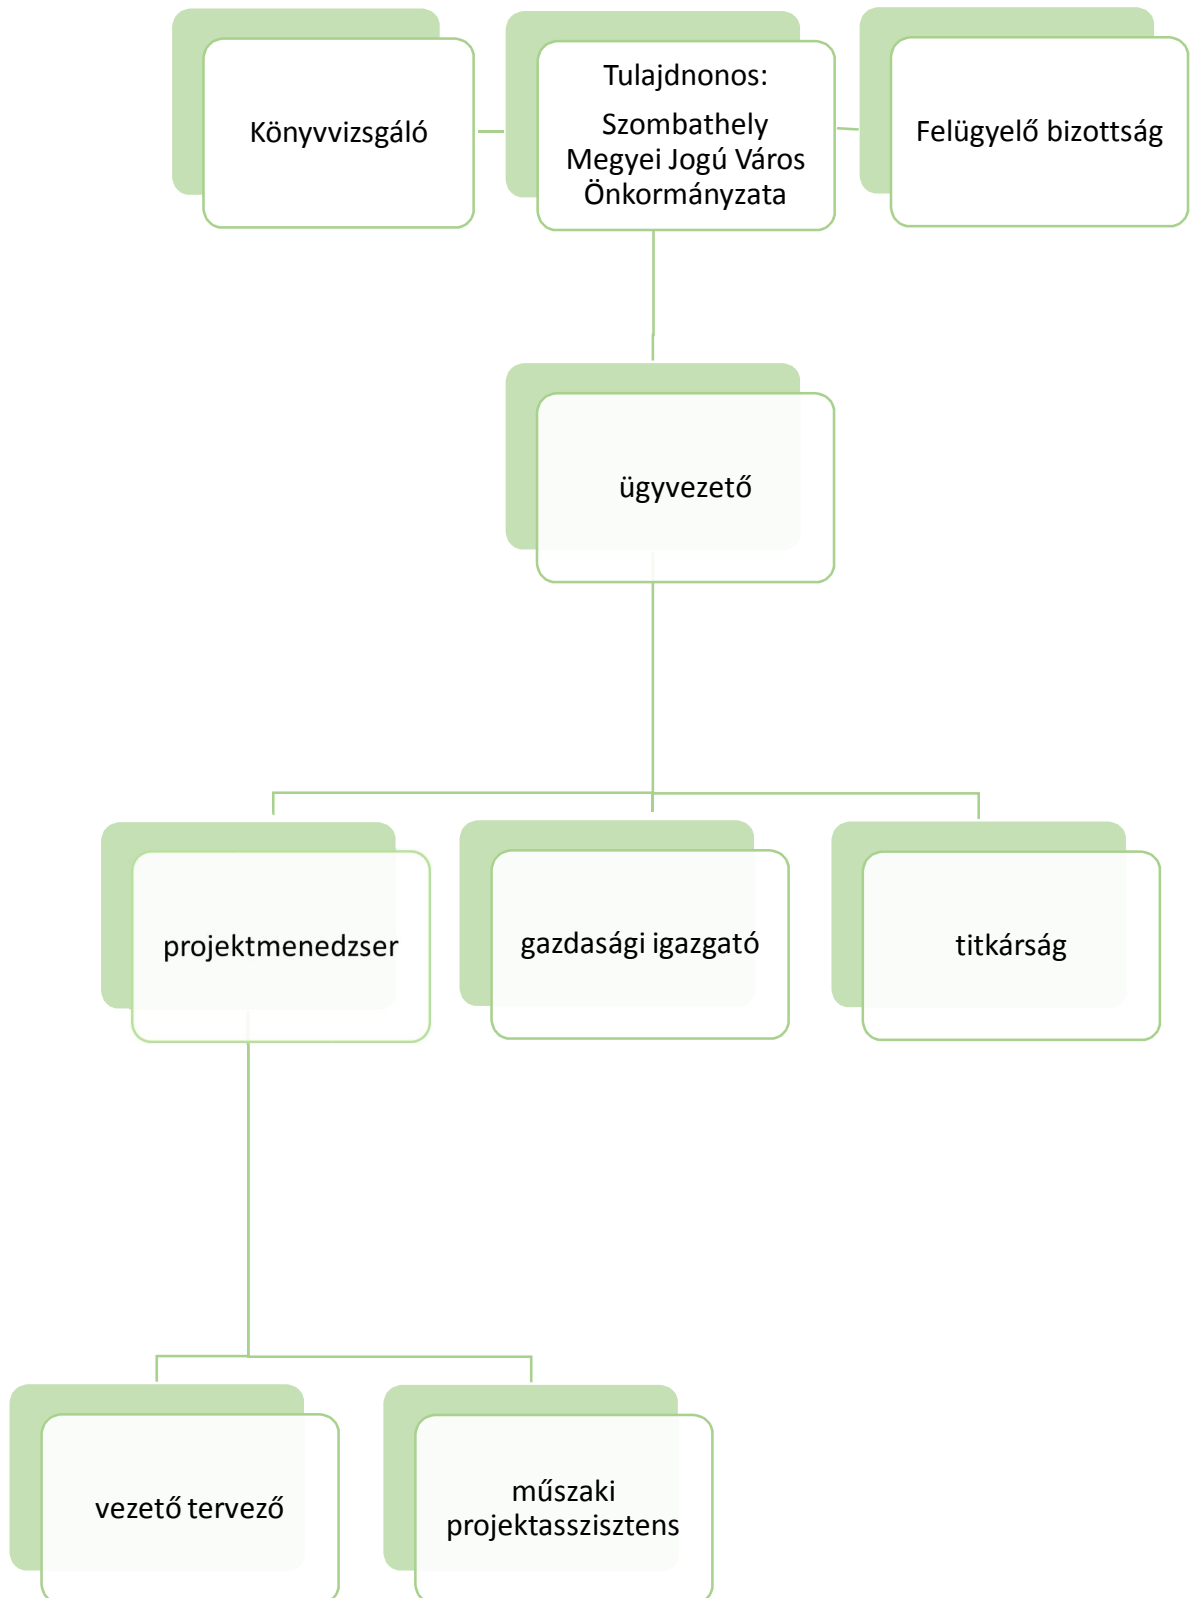 Könyvvizsgáló
Tulajdnonos:
Szombathely
Megyei Jogú Város
Önkormányzata
Felügyelő bizottság
ügyvezető
projektmenedzser
gazdasági igazgató
titkárság
vezető tervező
műszaki
projektasszisztens